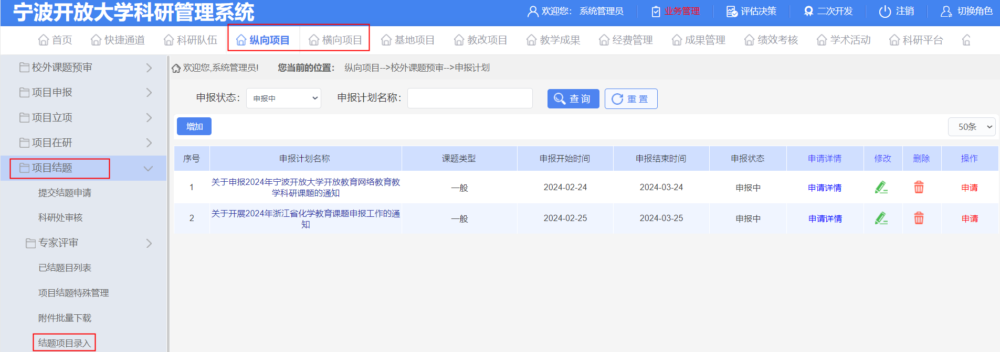 宁波开放大学科研管理系统
欢迎您: 系统管理员 业务管理 评估决策 二次开发 注销 切换角色
首页 快捷通道 科研队伍 纵向项目 横向项目 基地项目 教改项目 教学成果 经费管理 成果管理 绩效考核 学术活动 科研平台
校外课题预审
项目申报
项目立项
项目在研
项目结题
提交结题申请
科研处审核
专家评审
已结题目列表
项目结题特殊管理
附件批量下载
结题项目录入
欢迎您,系统管理员! 您当前的位置: 纵向项目-->校外课题预审-->申报计划
申报状态: 申报中 申报计划名称: 查 询 重 置
增加 50条
序号 申报计划名称 课题类型 申报开始时间 申报结束时间 申报状态 申请详情 修改 删除 操作
1 关于申报2024年宁波开放大学开放教育网络教育教学科研课题的通知 一般 2024-02-24 2024-03-24 申报中 申请详情 申请
2 关于开展2024年浙江省化学教育课题申报工作的通知 一般 2024-02-25 2024-03-25 申报中 申请详情 申请